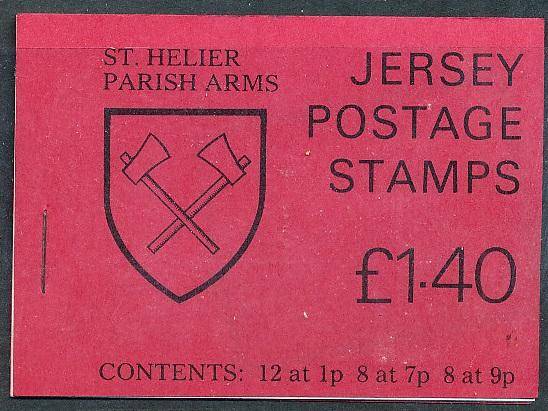 ST. HELIER
PARISH ARMS
JERSEY
POSTAGE
STAMPS
£1·40
CONTENTS: 12 at 1p 8 at 7p 8 at 9p